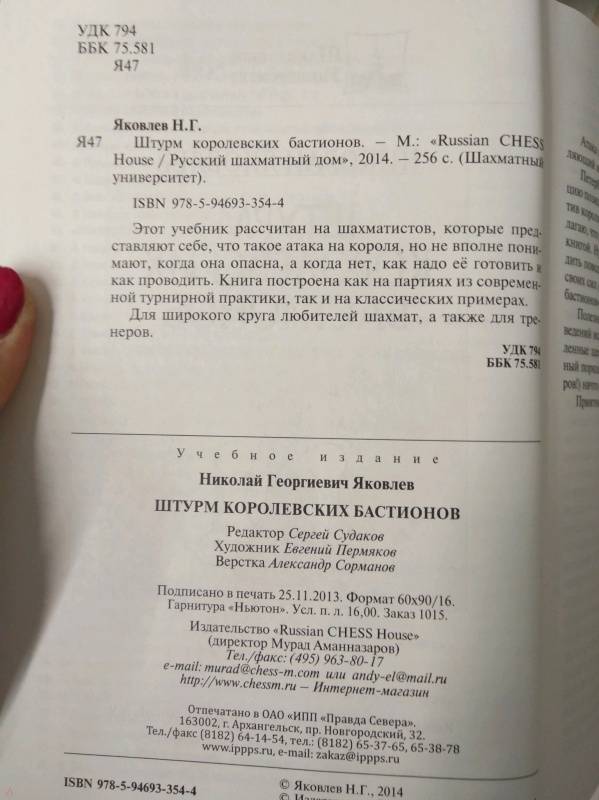 УДК 794
ББК 75.581
Я47
Яковлев Н.Г.
Я47 Штурм королевских бастионов. – М.: «Russian CHESS
House / Русский шахматный дом», 2014. – 256 с. (Шахматный
университет).
ISBN 978-5-94693-354-4
Этот учебник рассчитан на шахматистов, которые пред-
ставляют себе, что такое атака на короля, но не вполне пони-
мают, когда она опасна, а когда нет, как надо её готовить и
как проводить. Книга построена как на партиях из современ-
ной турнирной практики, так и на классических примерах.
Для широкого круга любителей шахмат, а также для тре-
неров.
УДК 794
ББК 75.581
Учебное издание
Николай Георгиевич Яковлев
ШТУРМ КОРОЛЕВСКИХ БАСТИОНОВ
Редактор Сергей Судаков
Художник Евгений Пермяков
Верстка Александр Сорманов
Подписано в печать 25.11.2013. Формат 60x90/16.
Гарнитура «Ньютон». Усл. п. л. 16,00. Заказ 1015.
Издательство «Russian CHESS House»
(директор Мурад Аманназаров)
Тел./факс: (495) 963-80-17
e-mail: murad@chess-m.com или andy-el@mail.ru
http://www.chessm.ru – Интернет-магазин
Отпечатано в ОАО «ИПП «Правда Севера».
163002, г. Архангельск, пр. Новгородский, 32.
Тел./факс (8182) 64-14-54, тел.: (8182) 65-37-65, 65-38-78
www.ippps.ru, e-mail: zakaz@ippps.ru
ISBN 978-5-94693-354-4
© Яковлев Н.Г., 2014